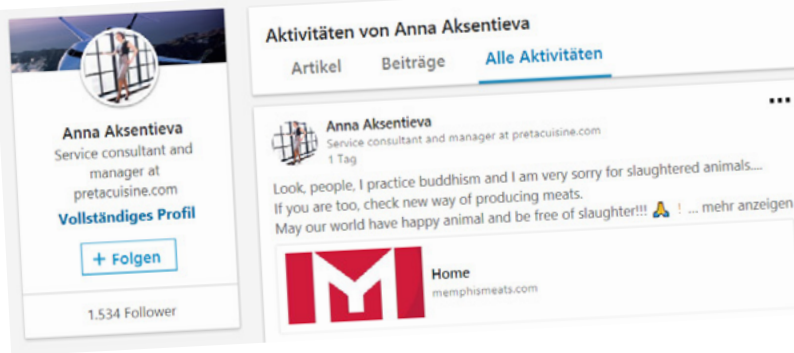 Anna Aksentieva
Service consultant and
manager at
pretacuisine.com
Vollständiges Profil
+ Folgen
1.534 Follower
Aktivitäten von Anna Aksentieva
Artikel Beiträge Alle Aktivitäten
Anna Aksentieva
Service consultant and manager at pretacuisine.com
1 Tag
Look, people, I practice buddhism and I am very sorry for slaughtered animals....
If you are too, check new way of producing meats.
May our world have happy animal and be free of slaughter!!! 🙏 ! ... mehr anzeigen
M
Home
memphismeats.com